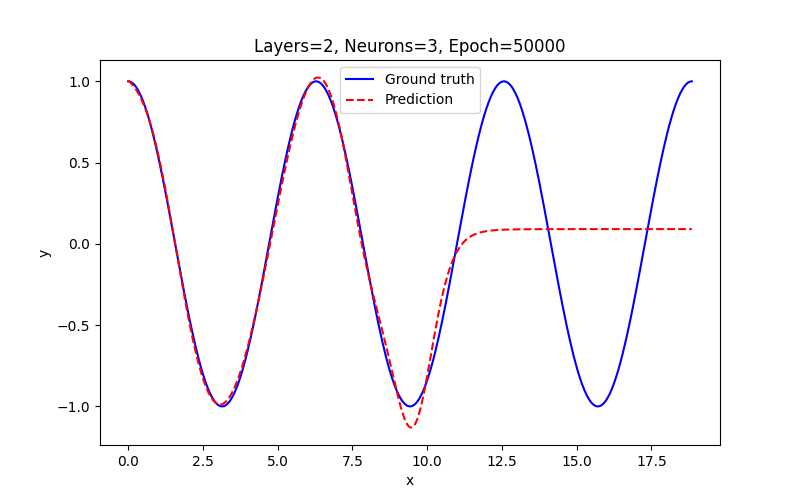 Layers=2, Neurons=3, Epoch=50000
Ground truth
Prediction
y
1.0
0.5
0.0
−0.5
−1.0
0.0 2.5 5.0 7.5 10.0 12.5 15.0 17.5
x